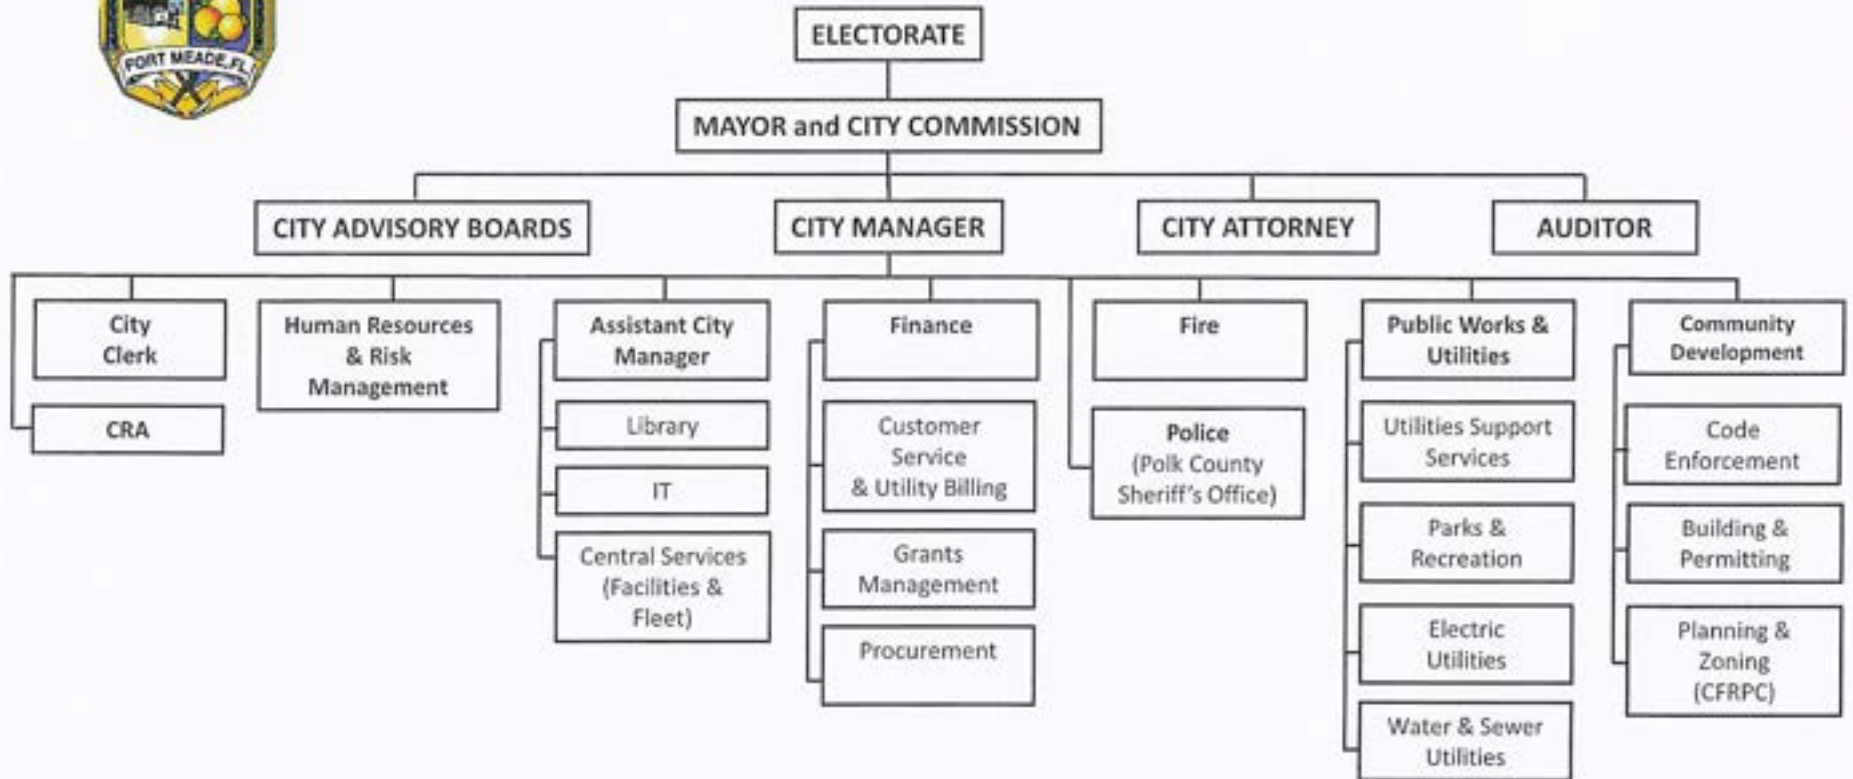 FORT MEADE, FL.
ELECTORATE
MAYOR and CITY COMMISSION
CITY ADVISORY BOARDS
CITY MANAGER
CITY ATTORNEY
AUDITOR
City
Clerk
CRA
Human Resources
& Risk
Management
Assistant City
Manager
Library
IT
Central Services
(Facilities &
Fleet)
Finance
Customer
Service
& Utility Billing
Grants
Management
Procurement
Fire
Police
(Polk County
Sheriff's Office)
Public Works &
Utilities
Utilities Support
Services
Parks &
Recreation
Electric
Utilities
Water & Sewer
Utilities
Community
Development
Code
Enforcement
Building &
Permitting
Planning &
Zoning
(CFRPC)